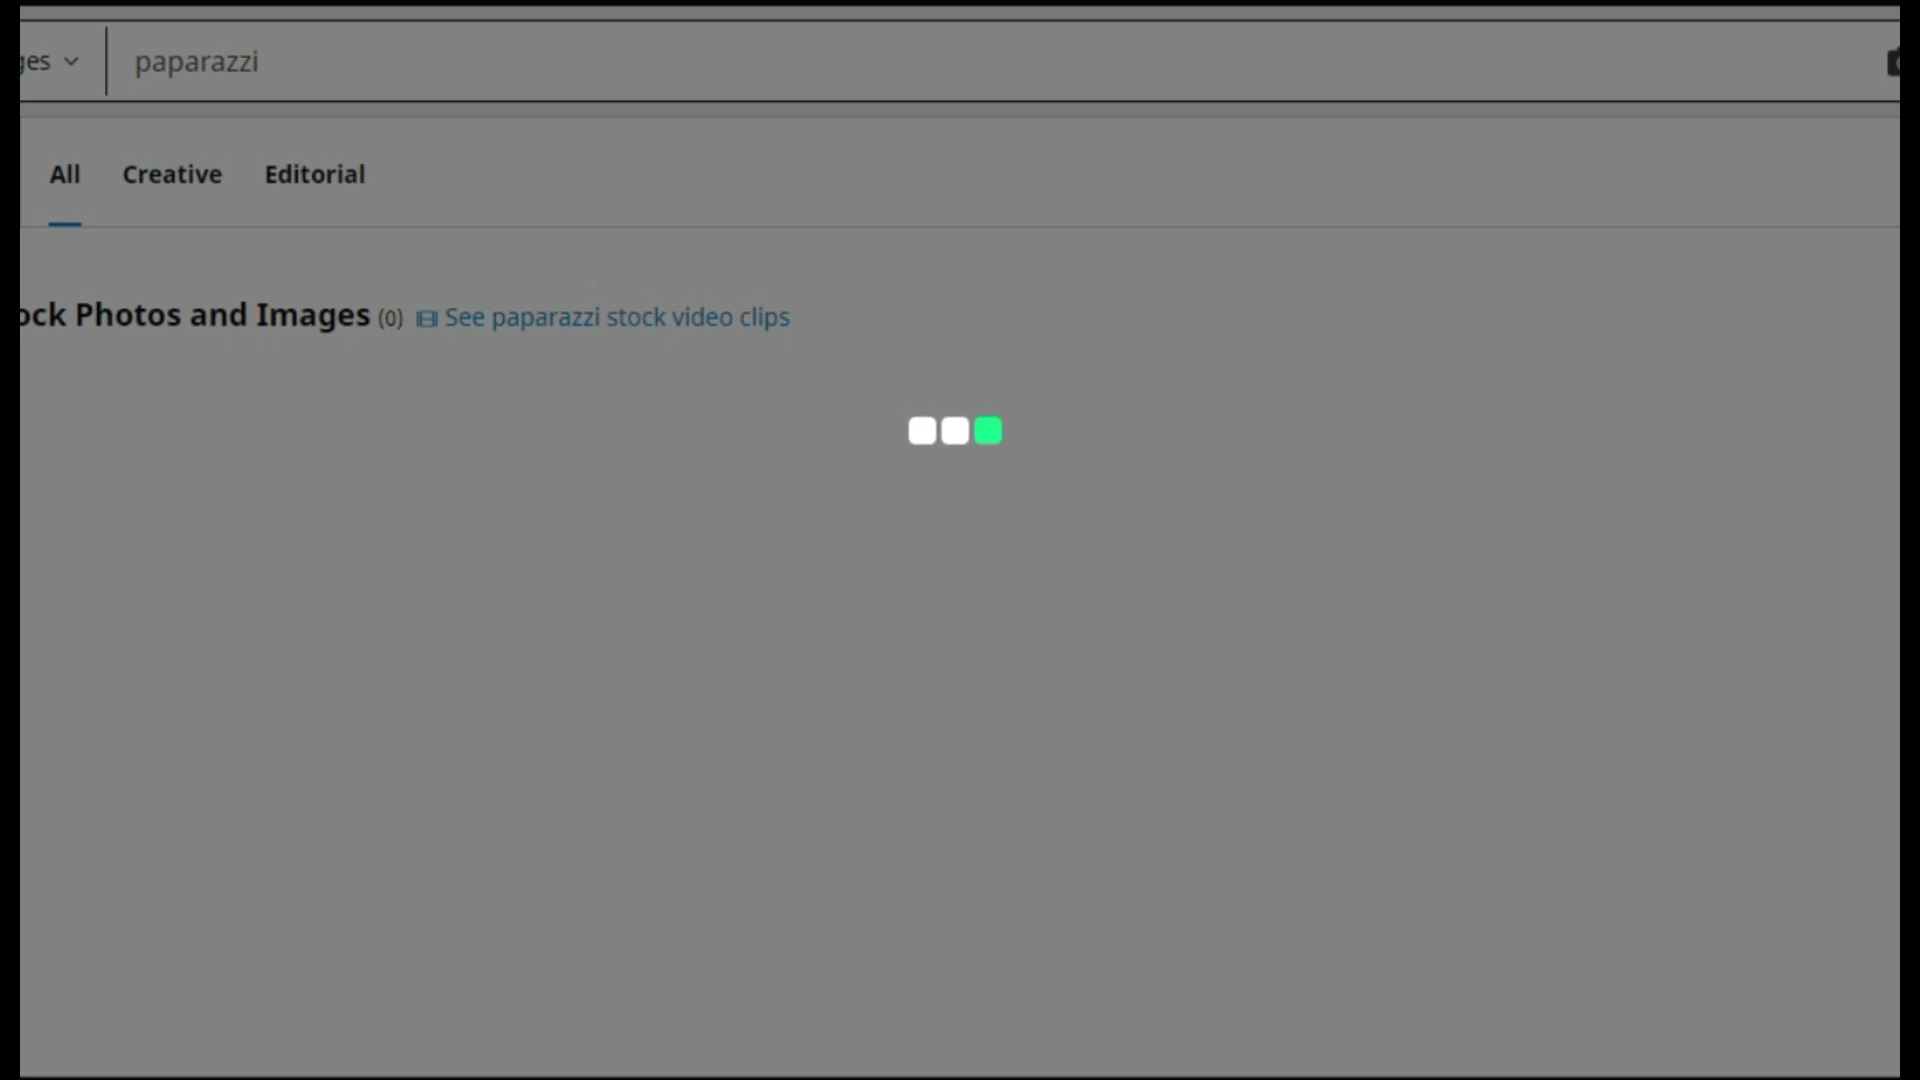 ges paparazzi
All Creative Editorial
ock Photos and Images (0) See paparazzi stock video clips